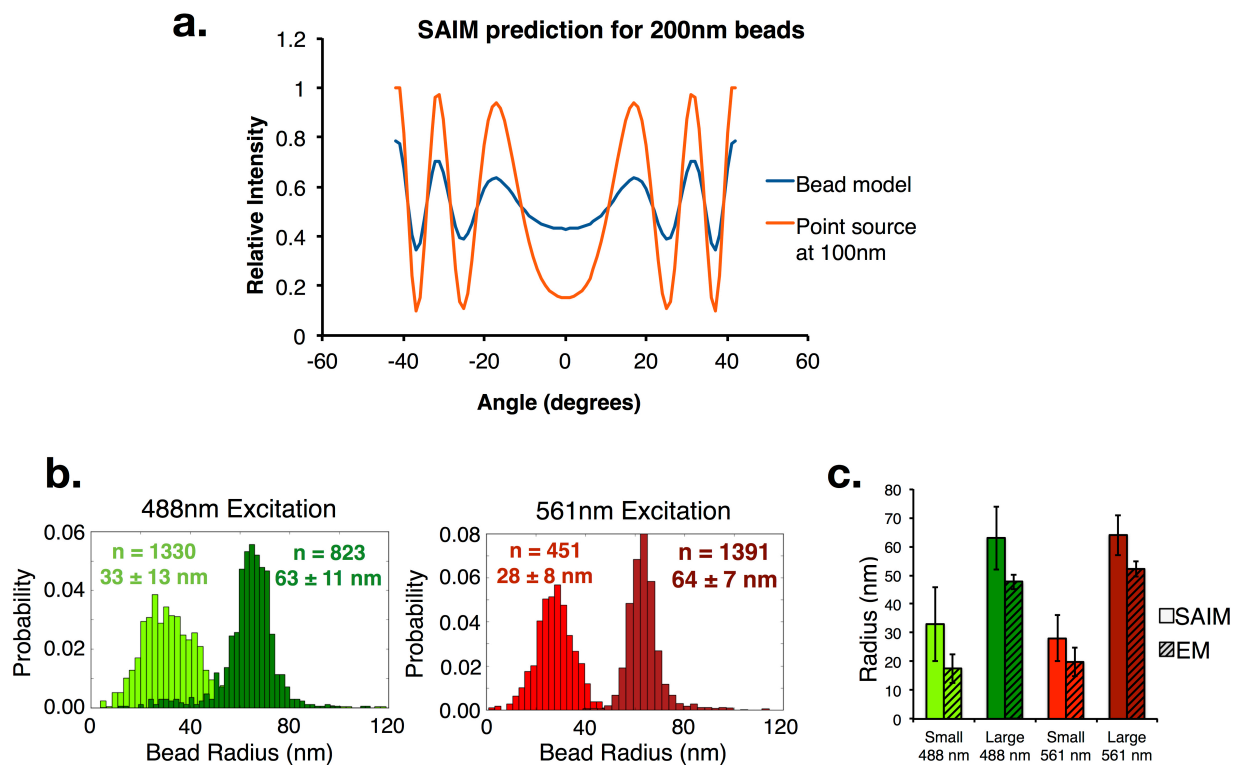 a.
SAIM prediction for 200nm beads
1.2
1
0.8
0.6
0.4
0.2
0
Relative Intensity
-60
-40
-20
0
20
40
60
Angle (degrees)
Bead model
Point source
at 100nm
b.
488nm Excitation
0.06
0.04
0.02
0.00
Probability
n = 1330
33 ± 13 nm
n = 823
63 ± 11 nm
0
40
80
120
Bead Radius (nm)
561nm Excitation
0.08
0.06
0.04
0.02
0.00
Probability
n = 451
28 ± 8 nm
n = 1391
64 ± 7 nm
0
40
80
120
Bead Radius (nm)
c.
80
70
60
50
40
30
20
10
0
Radius (nm)
Small
488 nm
Large
488 nm
Small
561 nm
Large
561 nm
SAIM
EM